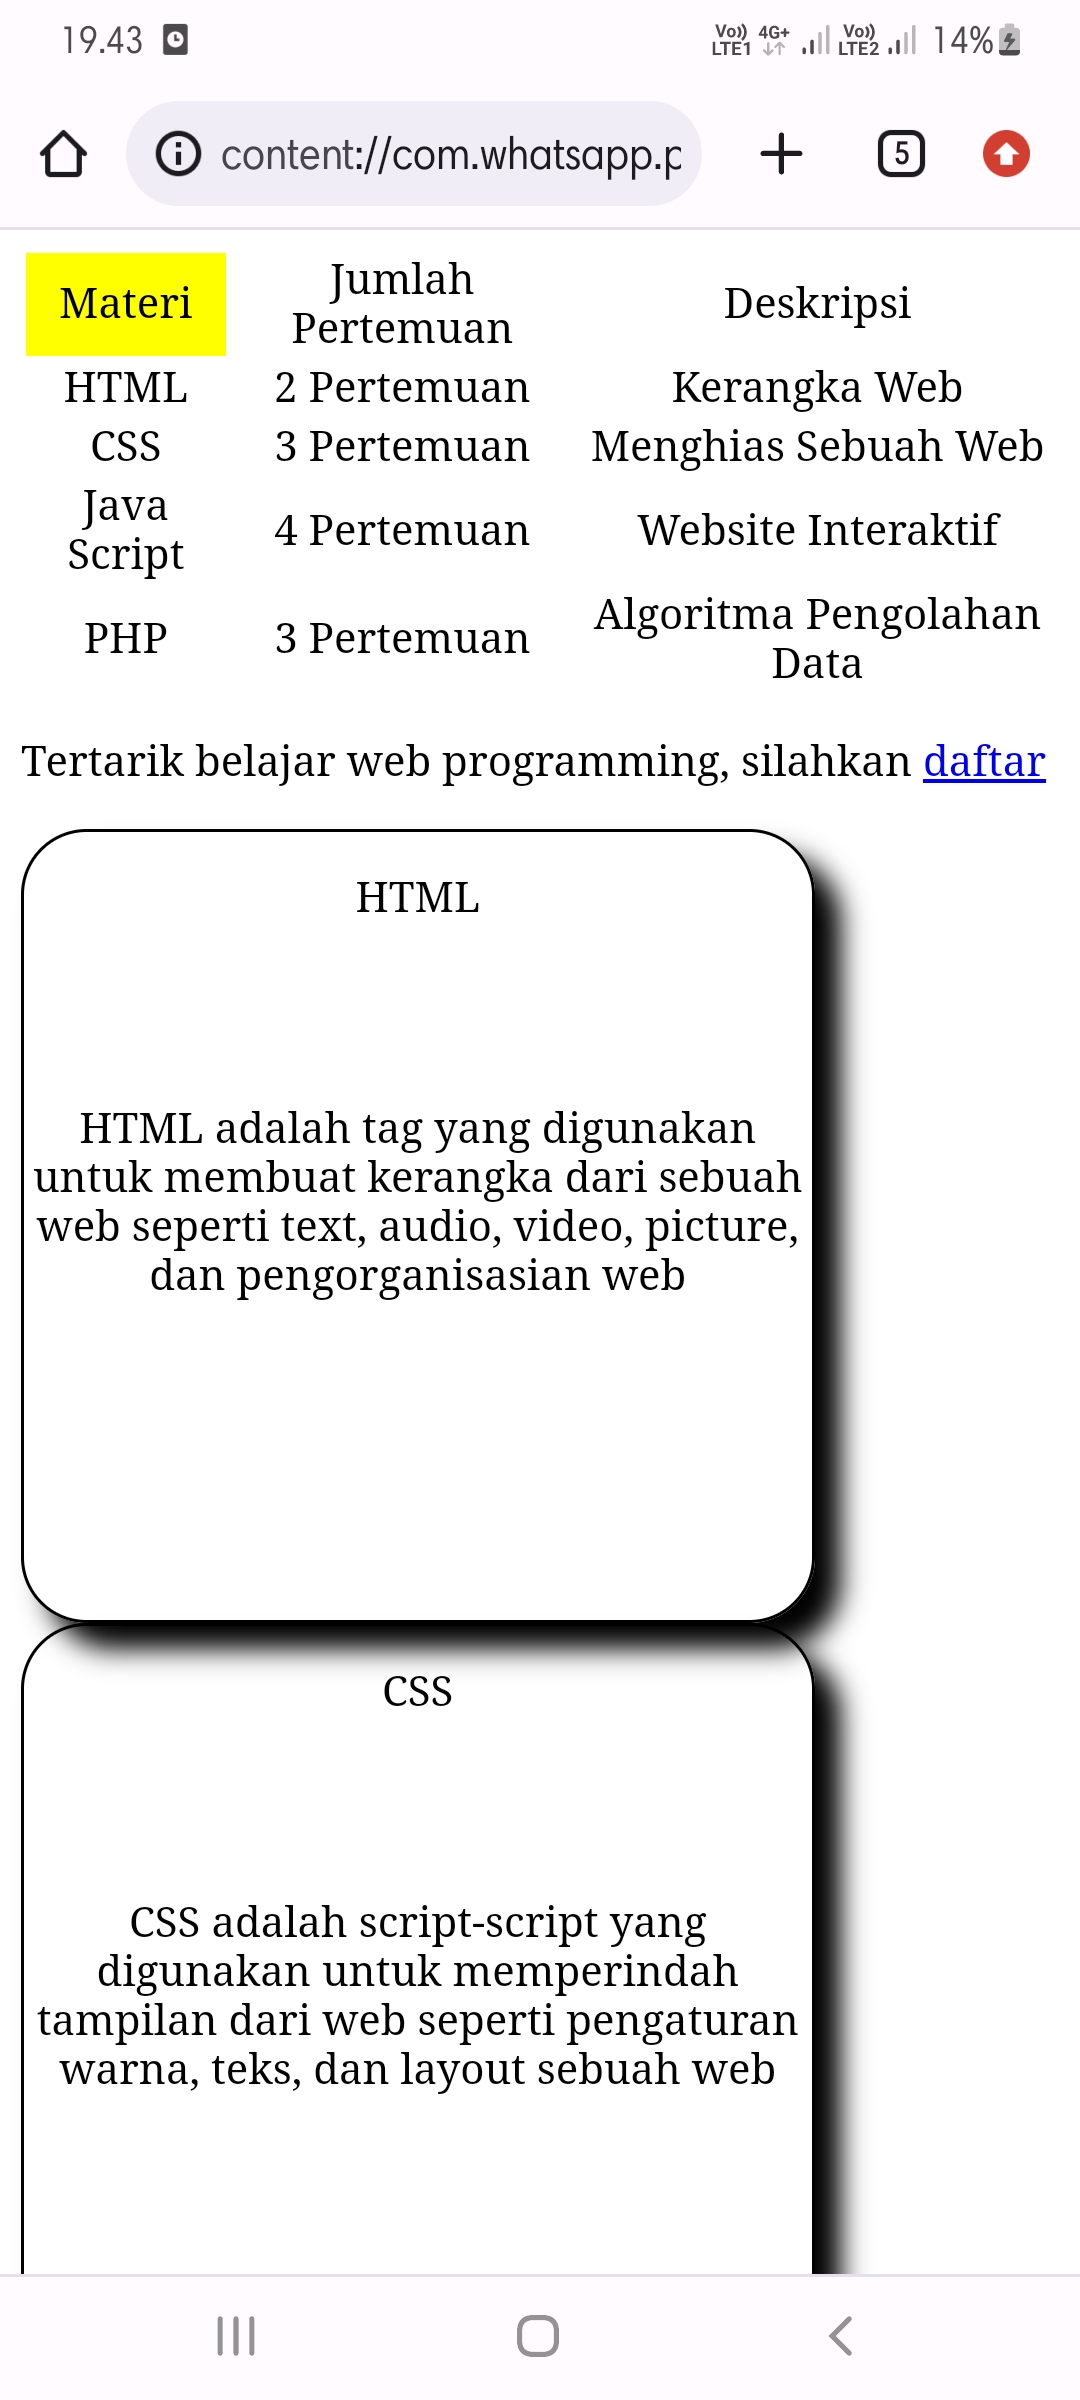 19.43
Vo)) LTE1 4G+ Vo)) LTE2 14%
content://com.whatsapp.p
5
Materi
Jumlah
Pertemuan
Deskripsi
HTML 2 Pertemuan Kerangka Web
CSS 3 Pertemuan Menghias Sebuah Web
Java
Script
4 Pertemuan Website Interaktif
PHP 3 Pertemuan
Algoritma Pengolahan
Data
Tertarik belajar web programming, silahkan daftar
HTML
HTML adalah tag yang digunakan
untuk membuat kerangka dari sebuah
web seperti text, audio, video, picture,
dan pengorganisasian web
CSS
CSS adalah script-script yang
digunakan untuk memperindah
tampilan dari web seperti pengaturan
warna, teks, dan layout sebuah web